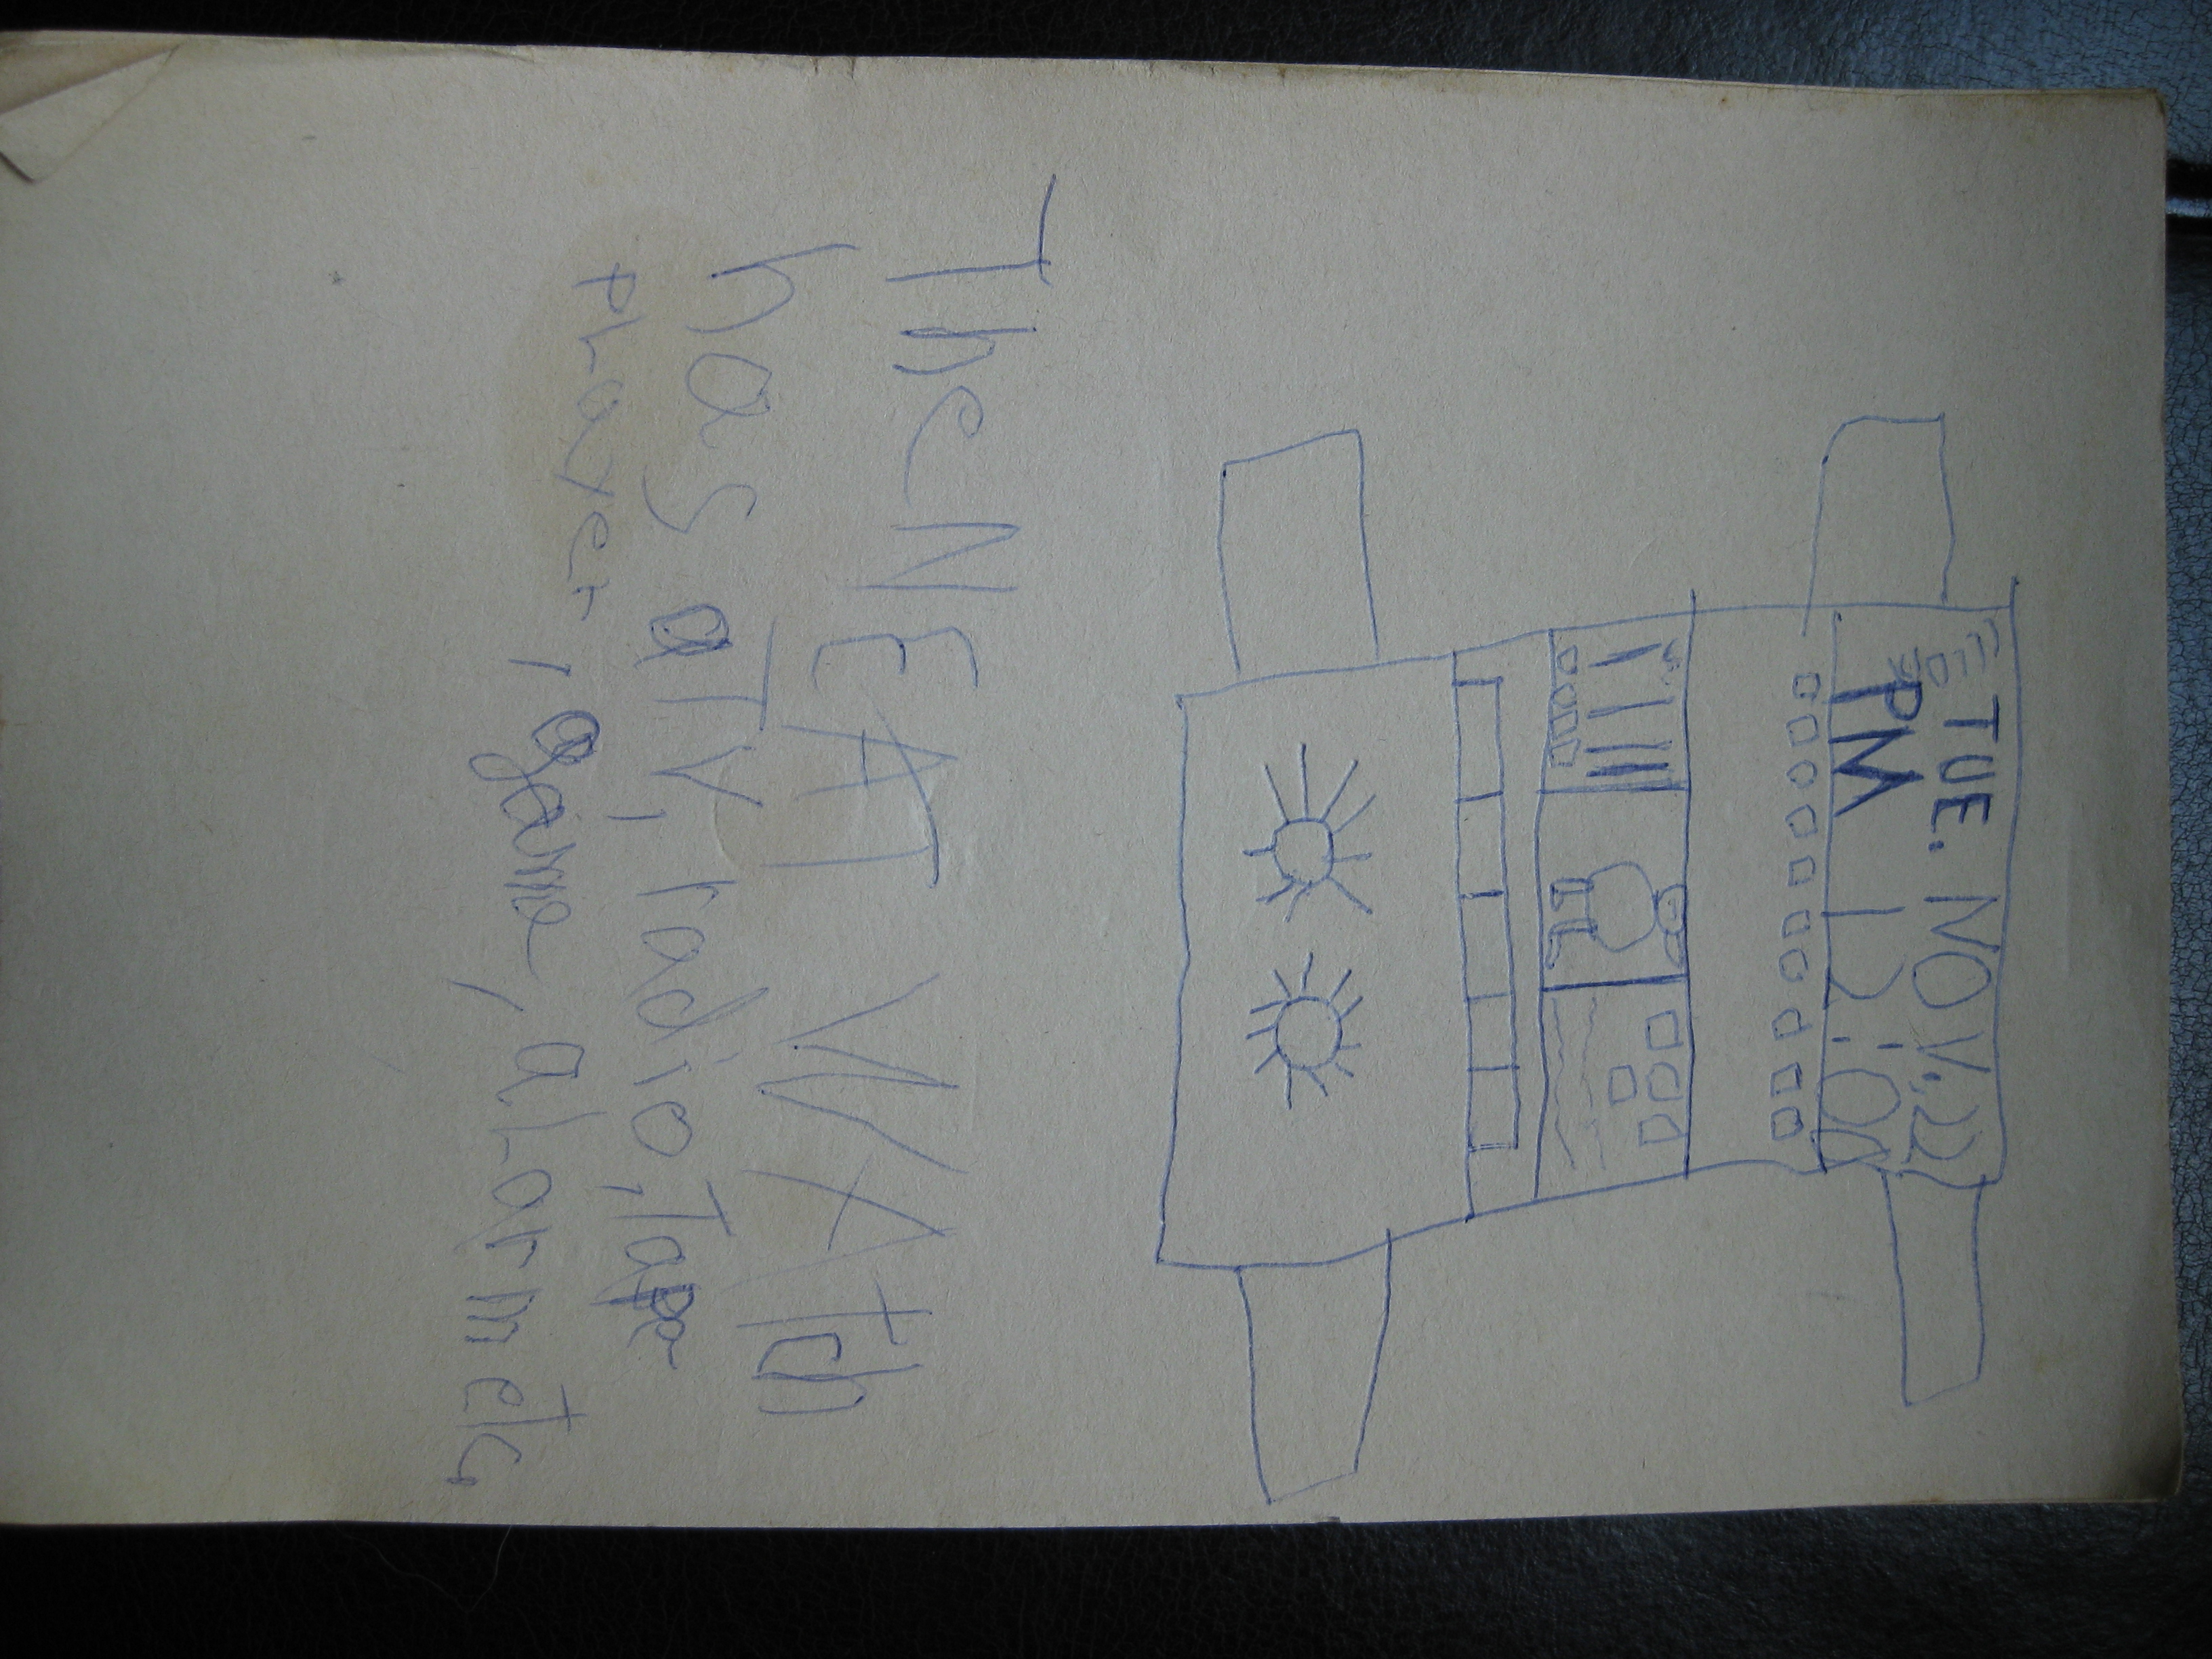 TUE. NOV. 22
PM 12:00
The NEAT WATch
has a TV, radio, Tape
pLayer, game, aLarm etc,